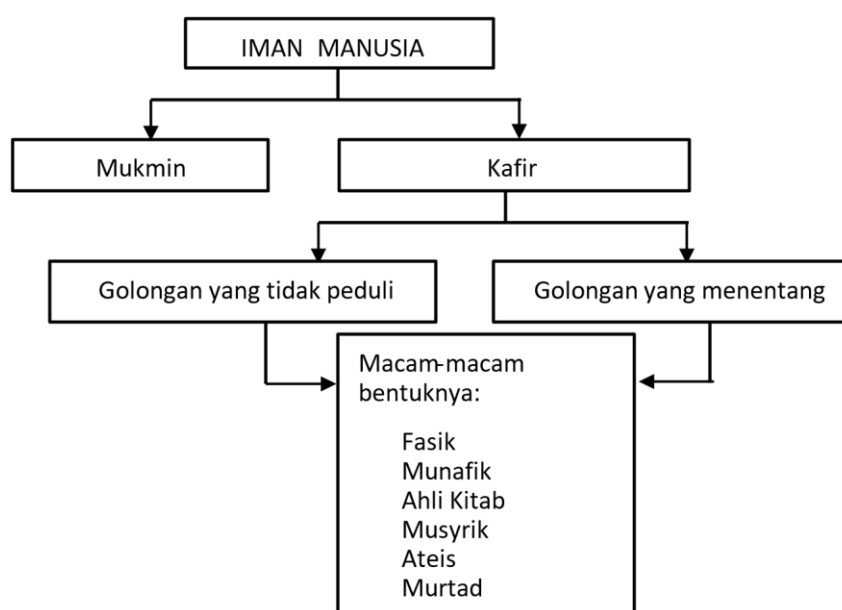 IMAN MANUSIA
Mukmin
Kafir
Golongan yang tidak peduli
Golongan yang menentang
Macam-macam
bentuknya:
Fasik
Munafik
Ahli Kitab
Musyrik
Ateis
Murtad